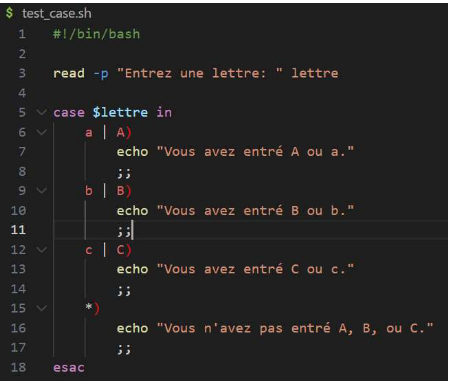 $ test_case.sh
1 #!/bin/bash
2
3 read -p "Entrez une lettre: " lettre
4
5 case $lettre in
6 a | A)
7 echo "Vous avez entré A ou a."
8 ;;
9 b | B)
10 echo "Vous avez entré B ou b."
11 ;;
12 c | C)
13 echo "Vous avez entré C ou c."
14 ;;
15 *)
16 echo "Vous n'avez pas entré A, B, ou C."
17 ;;
18 esac